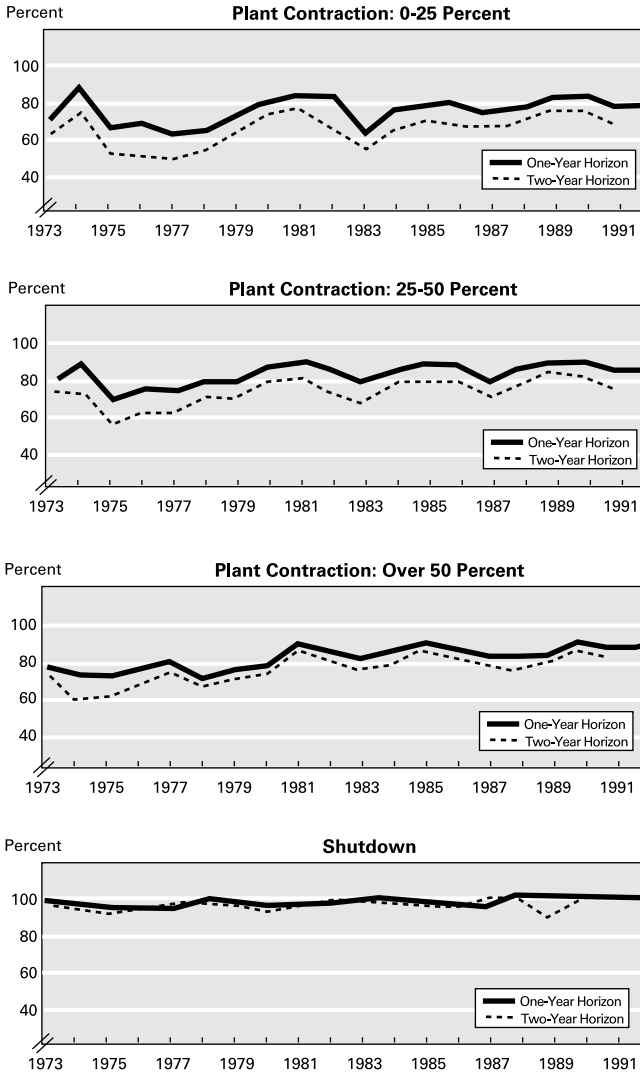 Percent
Plant Contraction: 0-25 Percent
100
80
60
40
One-Year Horizon
Two-Year Horizon
1973 1975 1977 1979 1981 1983 1985 1987 1989 1991
Percent
Plant Contraction: 25-50 Percent
100
80
60
40
One-Year Horizon
Two-Year Horizon
1973 1975 1977 1979 1981 1983 1985 1987 1989 1991
Percent
Plant Contraction: Over 50 Percent
100
80
60
40
One-Year Horizon
Two-Year Horizon
1973 1975 1977 1979 1981 1983 1985 1987 1989 1991
Percent
Shutdown
100
80
60
40
One-Year Horizon
Two-Year Horizon
1973 1975 1977 1979 1981 1983 1985 1987 1989 1991